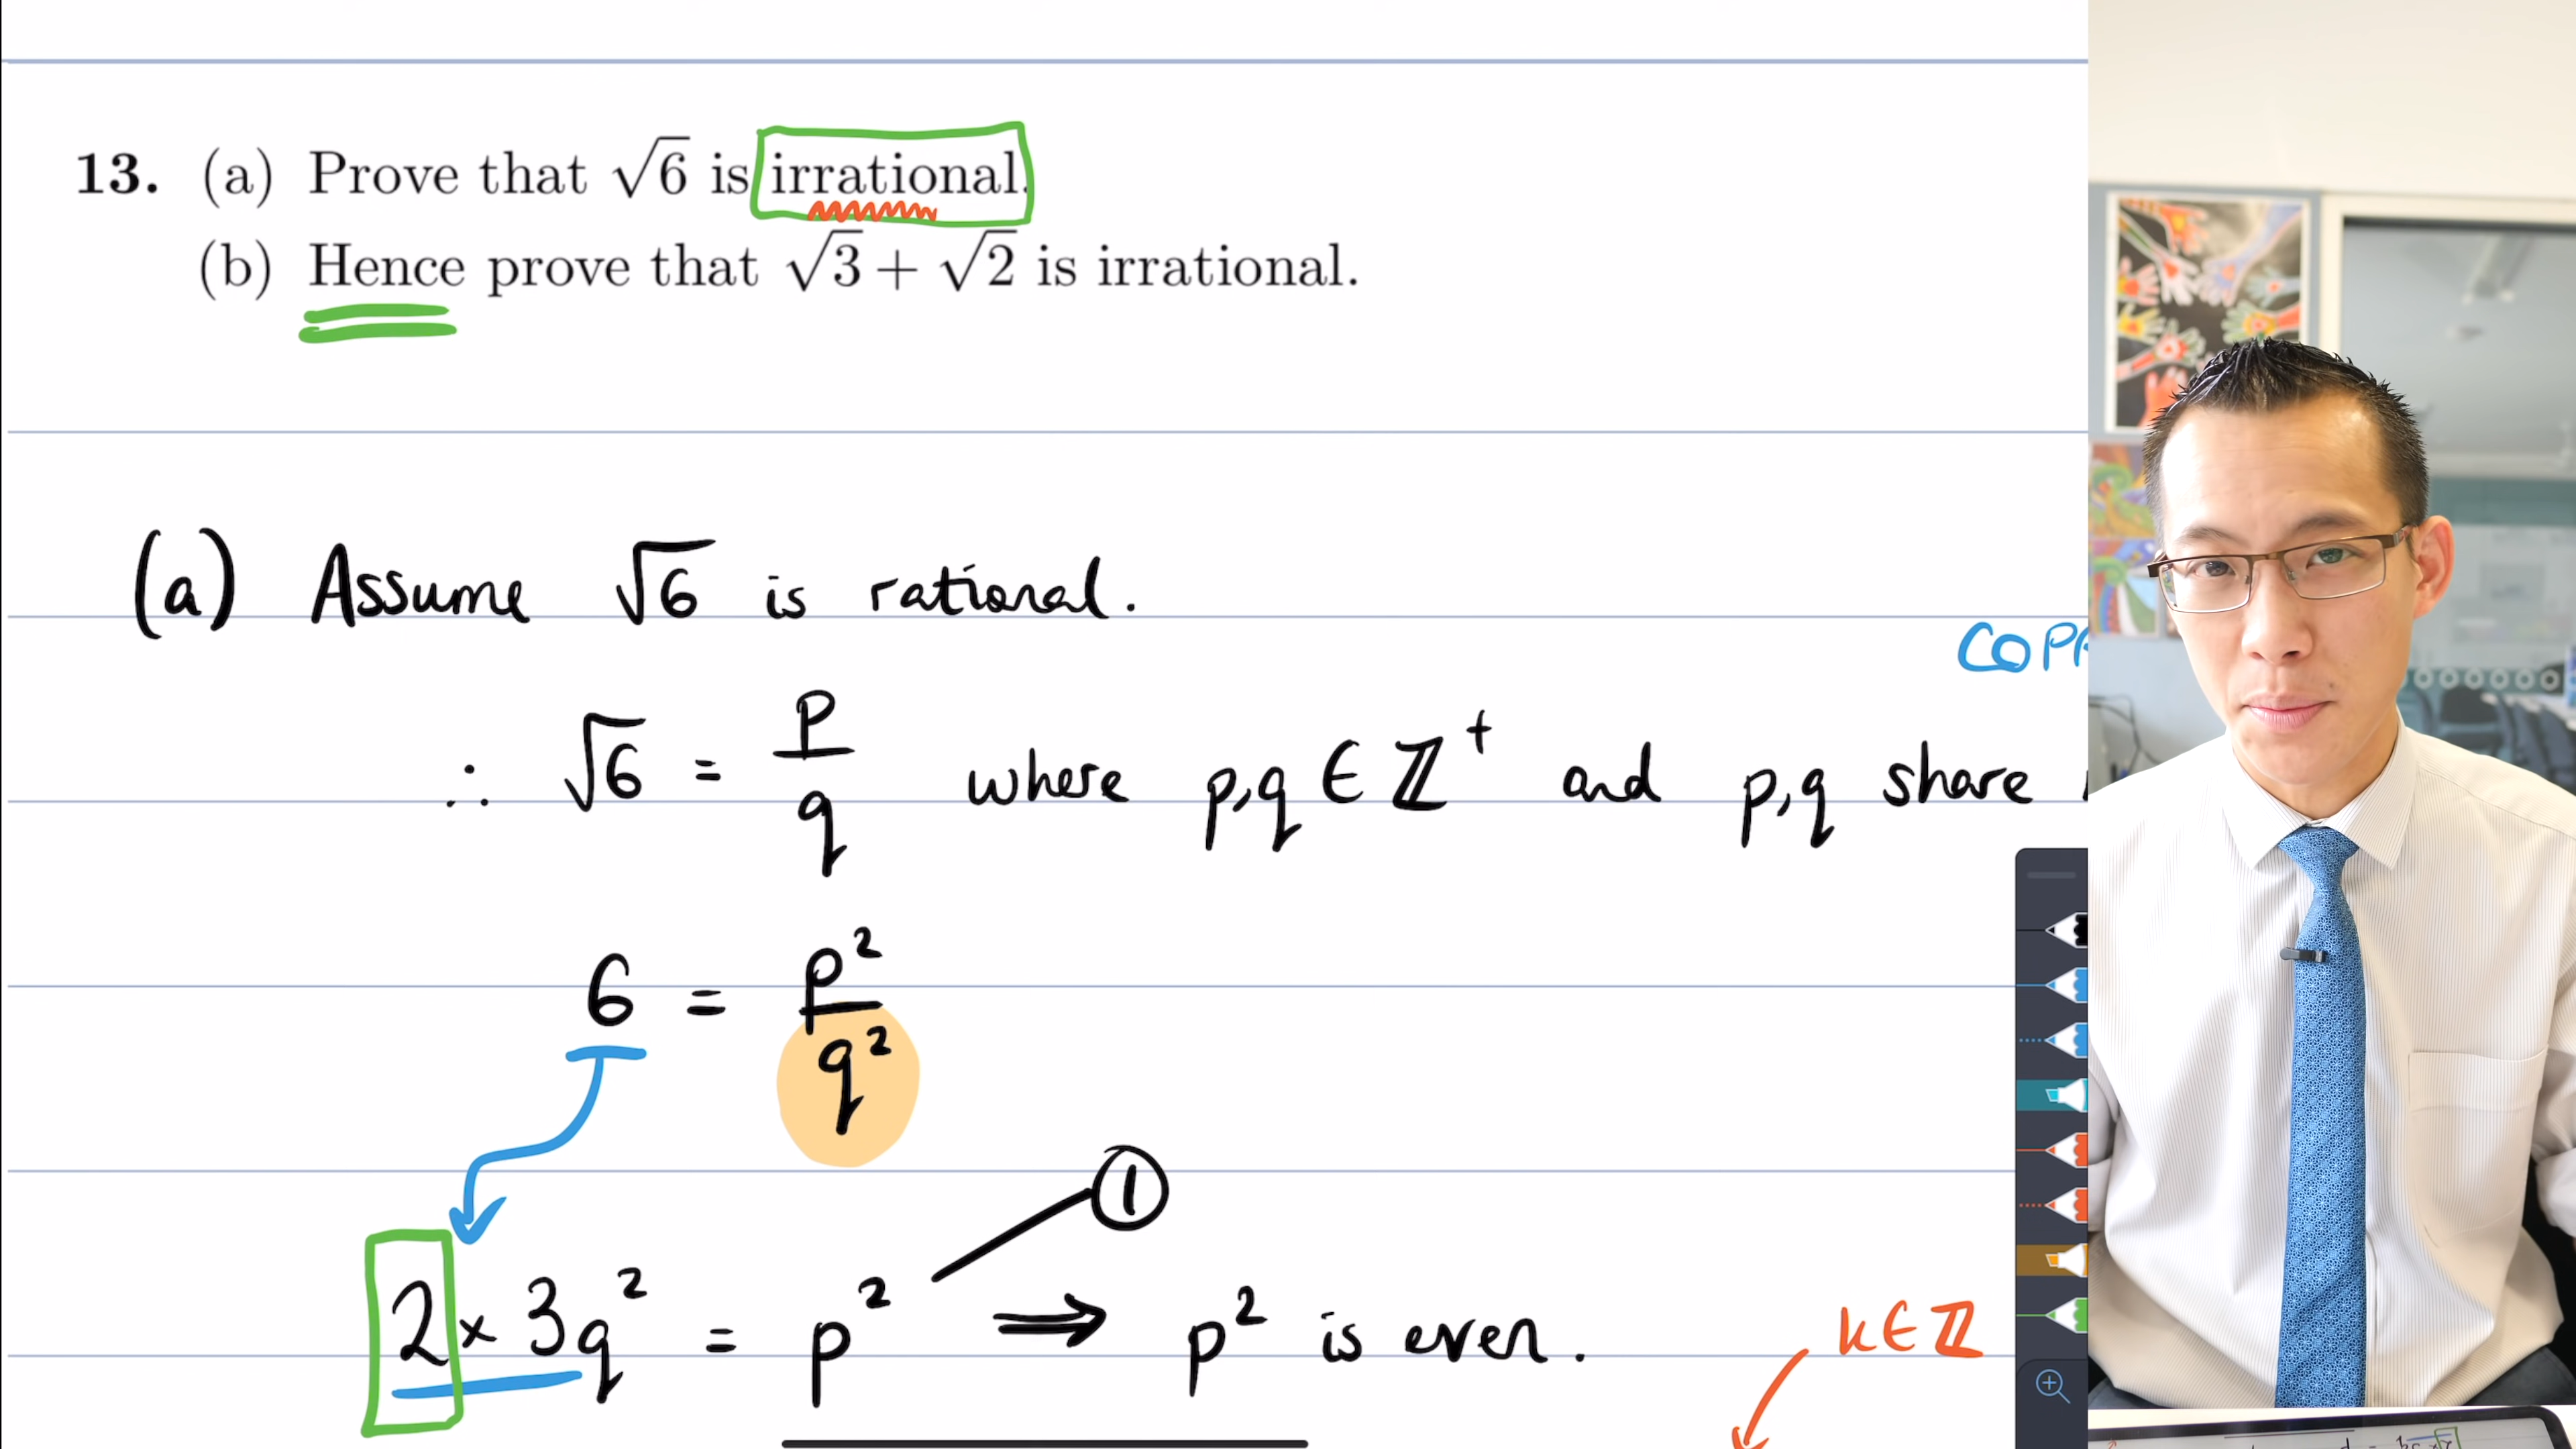 13. (a) Prove that √6 is irrational.
(b) Hence prove that √3 + √2 is irrational.
(a) Assume √6 is rational.
∴ √6 = p/q where p,q ∈ ℤ⁺ and p,q share
6 = p²/q²
①
2 × 3q² = p² ⇒ p² is even.
k ∈ ℤ